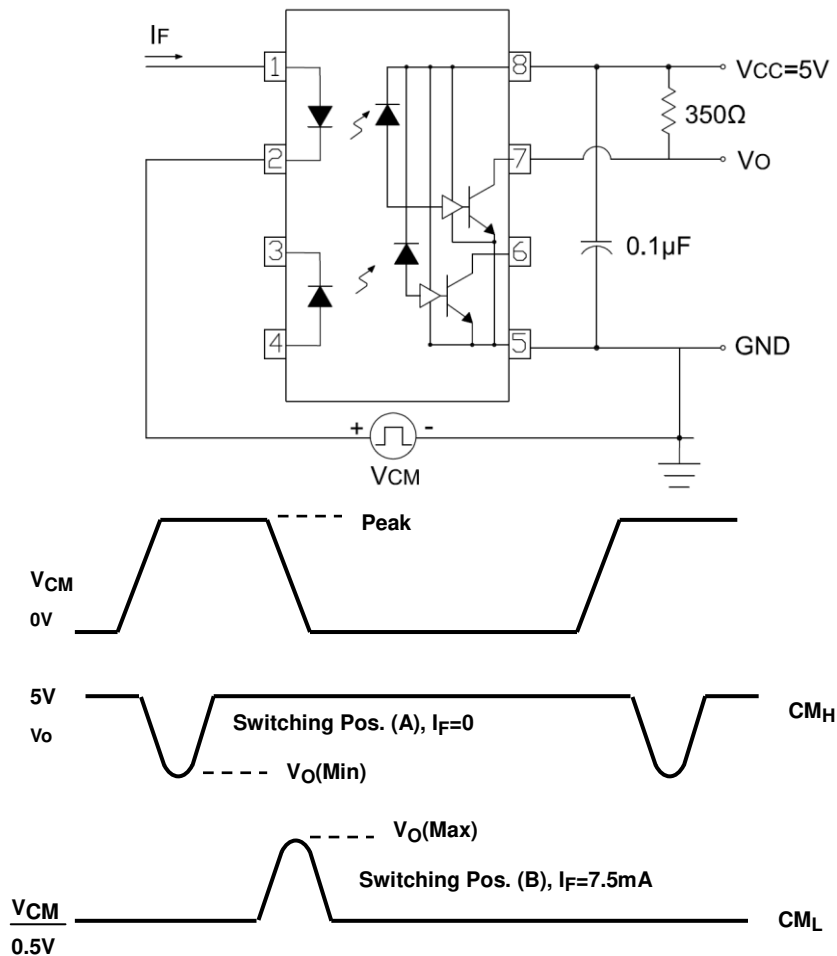 IF
1
8
VCC=5V
350Ω
2
7
VO
3
6
0.1µF
4
5
GND
+ -
VCM
Peak
VCM
0V
5V
Vo
Switching Pos. (A), IF=0
CMH
VO(Min)
VO(Max)
Switching Pos. (B), IF=7.5mA
VCM
0.5V
CML